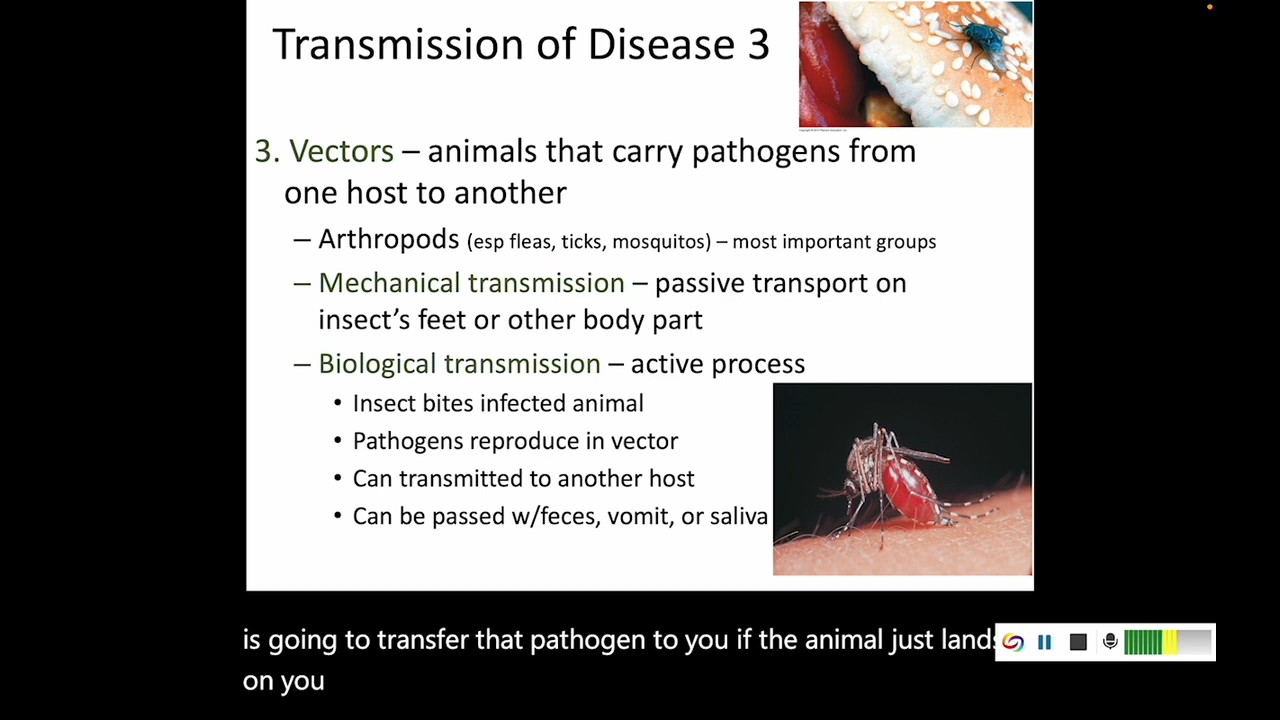 Transmission of Disease 3
3. Vectors – animals that carry pathogens from
one host to another
– Arthropods (esp fleas, ticks, mosquitos) – most important groups
– Mechanical transmission – passive transport on
insect's feet or other body part
– Biological transmission – active process
• Insect bites infected animal
• Pathogens reproduce in vector
• Can transmitted to another host
• Can be passed w/feces, vomit, or saliva
is going to transfer that pathogen to you if the animal just lands
on you